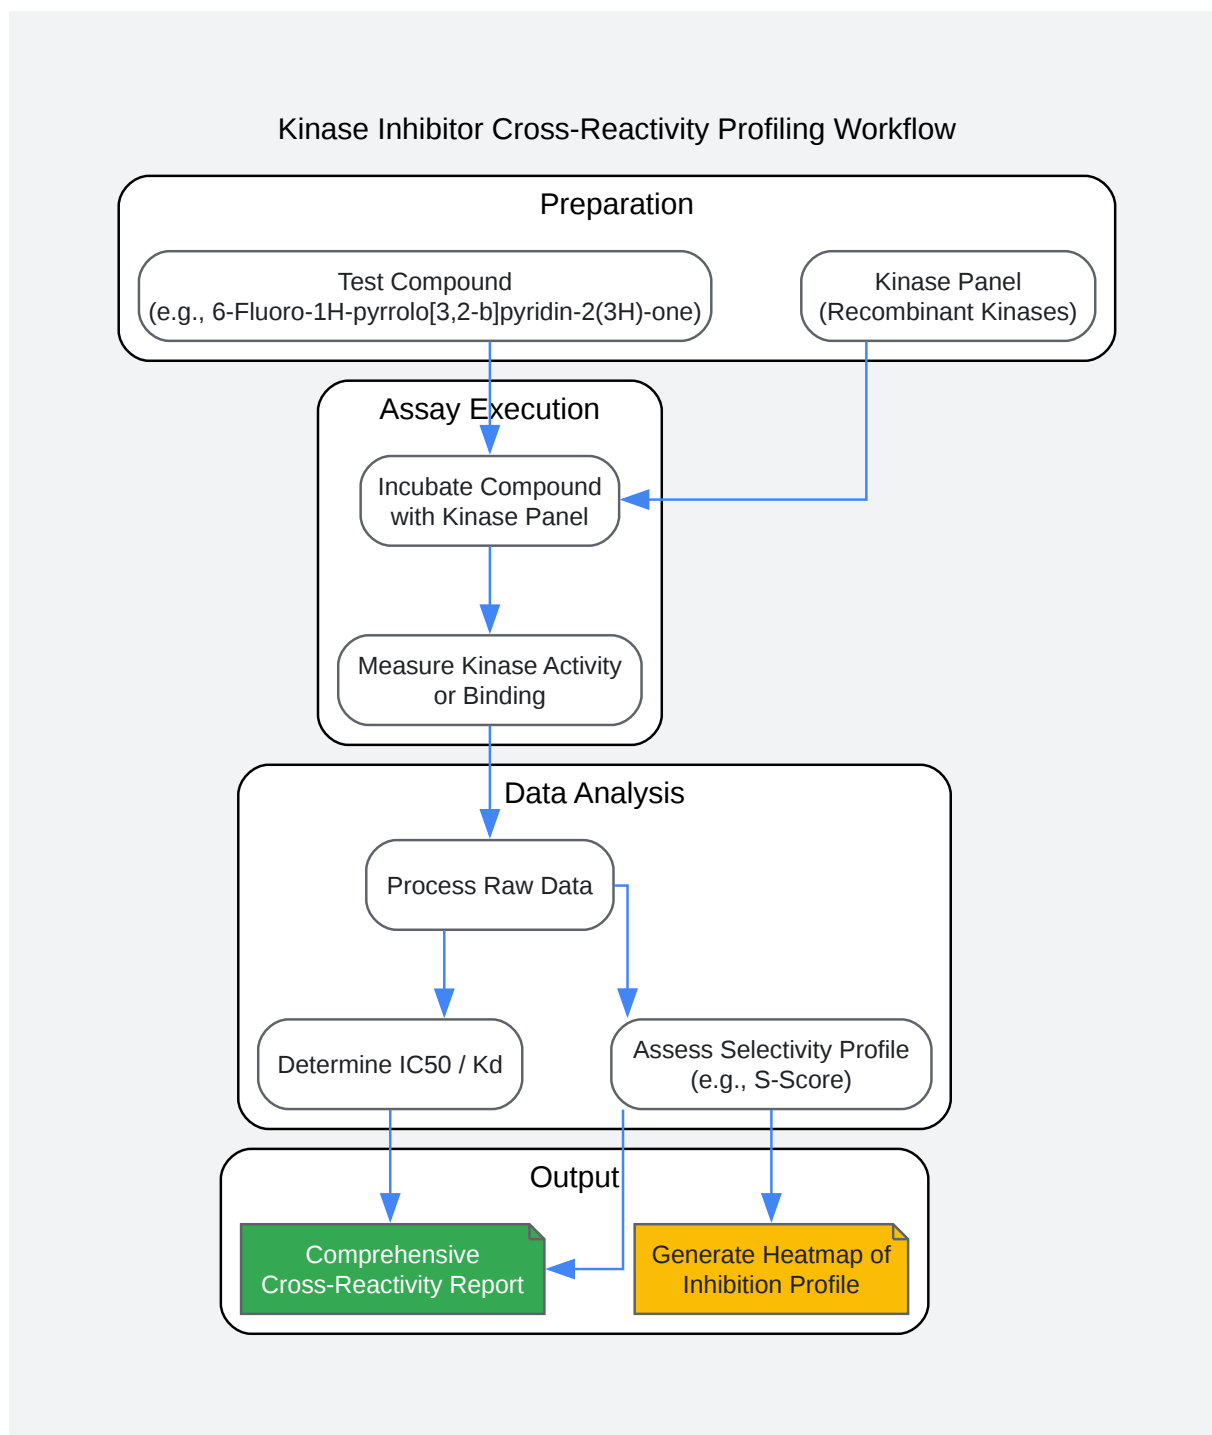 Kinase Inhibitor Cross-Reactivity Profiling Workflow
Preparation
Test Compound
(e.g., 6-Fluoro-1H-pyrrolo[3,2-b]pyridin-2(3H)-one)
Kinase Panel
(Recombinant Kinases)
Assay Execution
Incubate Compound
with Kinase Panel
Measure Kinase Activity
or Binding
Data Analysis
Process Raw Data
Determine IC50 / Kd
Assess Selectivity Profile
(e.g., S-Score)
Output
Comprehensive
Cross-Reactivity Report
Generate Heatmap of
Inhibition Profile